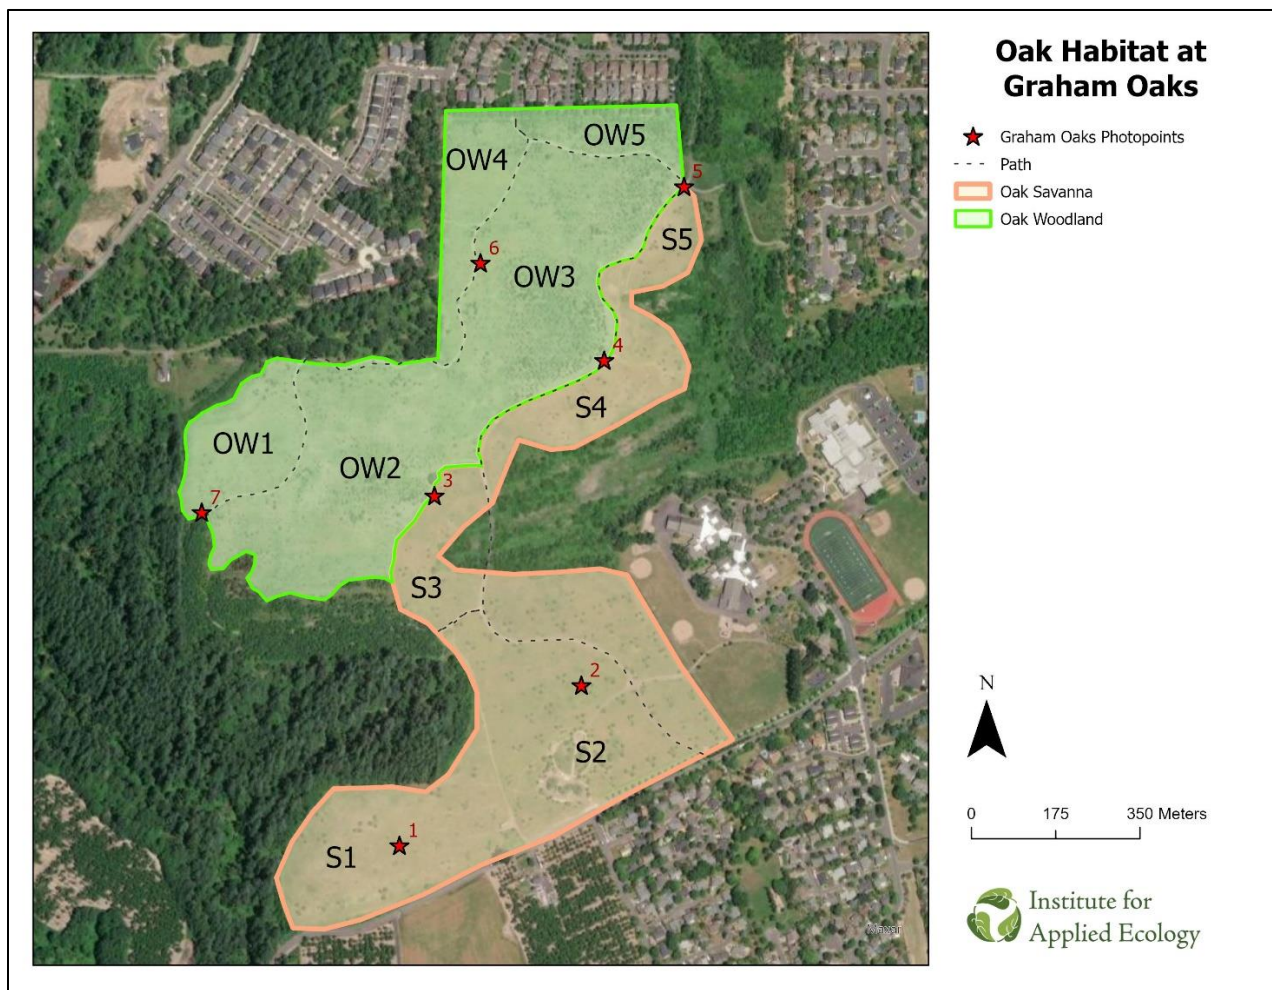 Oak Habitat at
Graham Oaks
Graham Oaks Photopoints
Path
Oak Savanna
Oak Woodland
OW4
OW5
5
S5
6
OW3
4
S4
OW1
OW2
3
7
S3
2
S2
1
S1
N
0 175 350 Meters
Institute for
Applied Ecology
Maxar